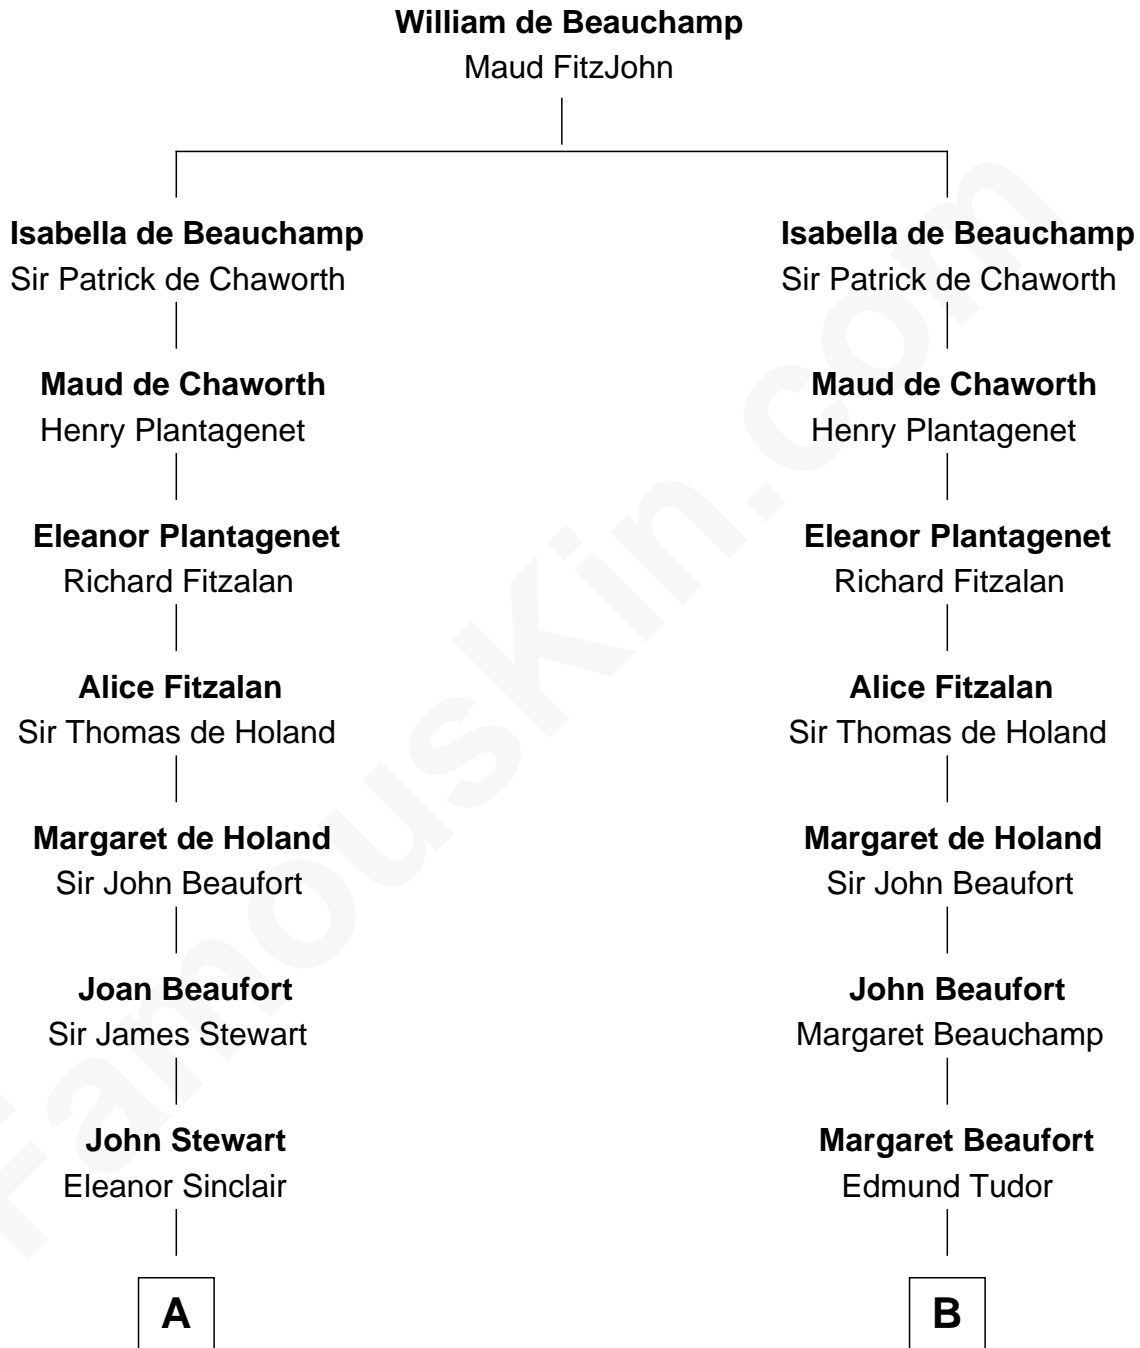 William de Beauchamp
Maud FitzJohn
Isabella de Beauchamp
Sir Patrick de Chaworth
Isabella de Beauchamp
Sir Patrick de Chaworth
Maud de Chaworth
Henry Plantagenet
Maud de Chaworth
Henry Plantagenet
Eleanor Plantagenet
Richard Fitzalan
Eleanor Plantagenet
Richard Fitzalan
Alice Fitzalan
Sir Thomas de Holand
Alice Fitzalan
Sir Thomas de Holand
Margaret de Holand
Sir John Beaufort
Margaret de Holand
Sir John Beaufort
Joan Beaufort
Sir James Stewart
John Beaufort
Margaret Beauchamp
John Stewart
Eleanor Sinclair
Margaret Beaufort
Edmund Tudor
A
B
FamousKin.com